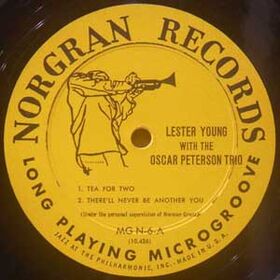 NORGRAN RECORDS
LESTER YOUNG
WITH THE
OSCAR PETERSON TRIO
1. TEA FOR TWO
2. THERE'LL NEVER BE ANOTHER YOU
(Under the personal supervision of Norman Granz)
MG N-6-A
(10.426)
LONG PLAYING MICROGROOVE
JAZZ AT THE PHILHARMONIC, INC. MADE IN U.S.A.